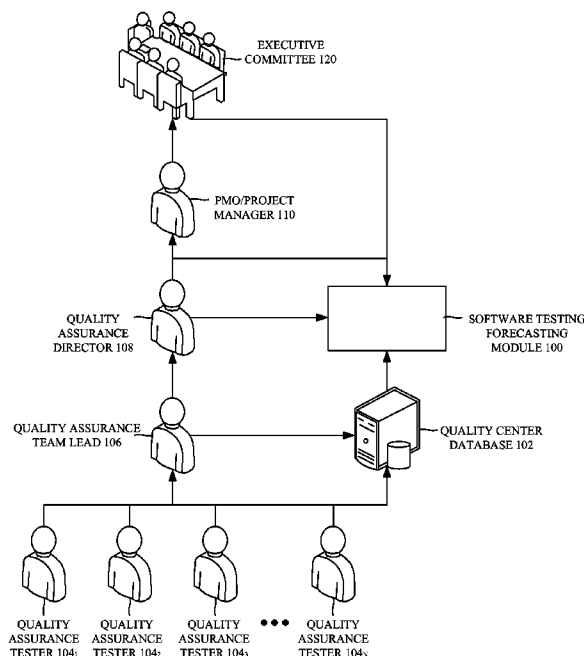 EXECUTIVE
COMMITTEE 120
PMO/PROJECT
MANAGER 110
QUALITY
ASSURANCE
DIRECTOR 108
SOFTWARE TESTING
FORECASTING
MODULE 100
QUALITY ASSURANCE
TEAM LEAD 106
QUALITY CENTER
DATABASE 102
QUALITY
ASSURANCE
TESTER 104₁
QUALITY
ASSURANCE
TESTER 104₂
QUALITY
ASSURANCE
TESTER 104₃
QUALITY
ASSURANCE
TESTER 104ₙ